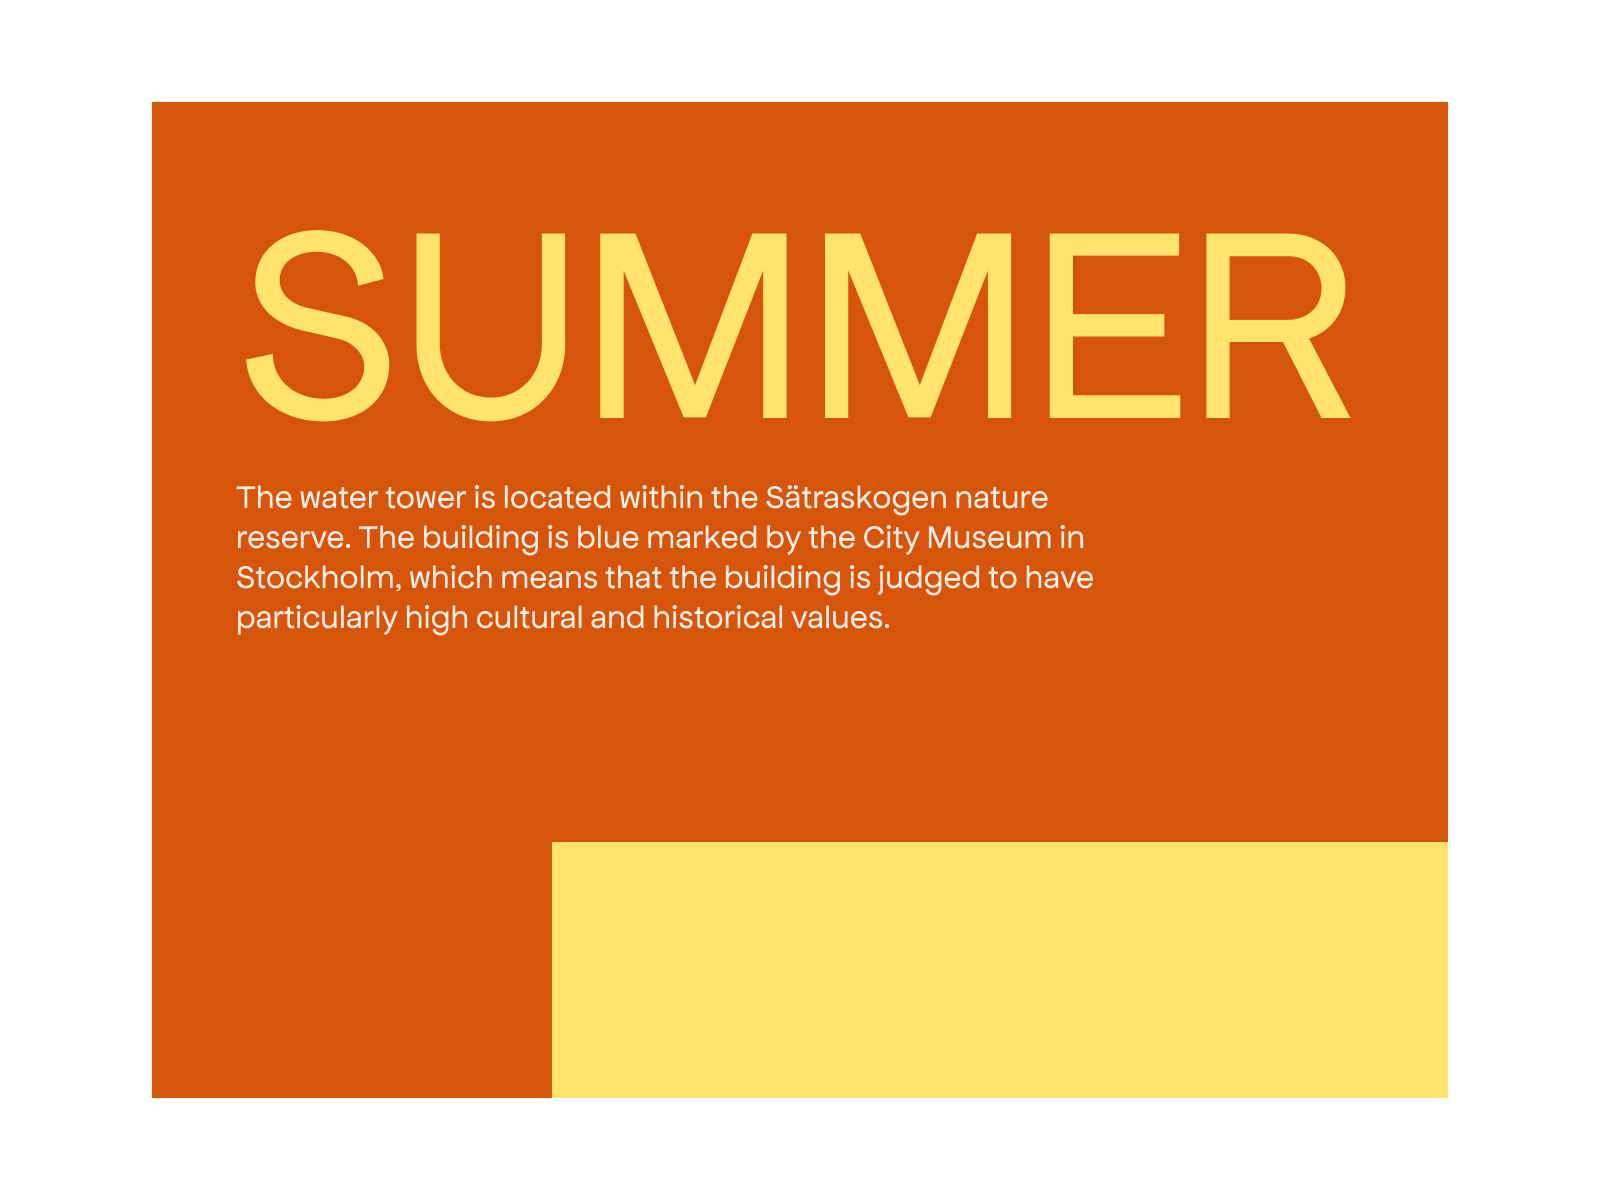 SUMMER
The water tower is located within the Sätraskogen nature
reserve. The building is blue marked by the City Museum in
Stockholm, which means that the building is judged to have
particularly high cultural and historical values.